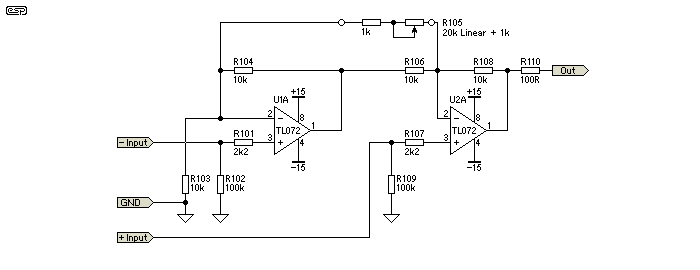 esp
R105
1k
20k Linear + 1k
R104
10k
R106
10k
R108
10k
R110
100R
Out
U1A
+15
2
8
TL072
1
3
4
-15
U2A
+15
2
8
TL072
1
3
4
-15
- Input
R101
2k2
R107
2k2
R103
10k
R102
100k
R109
100k
GND
+ Input